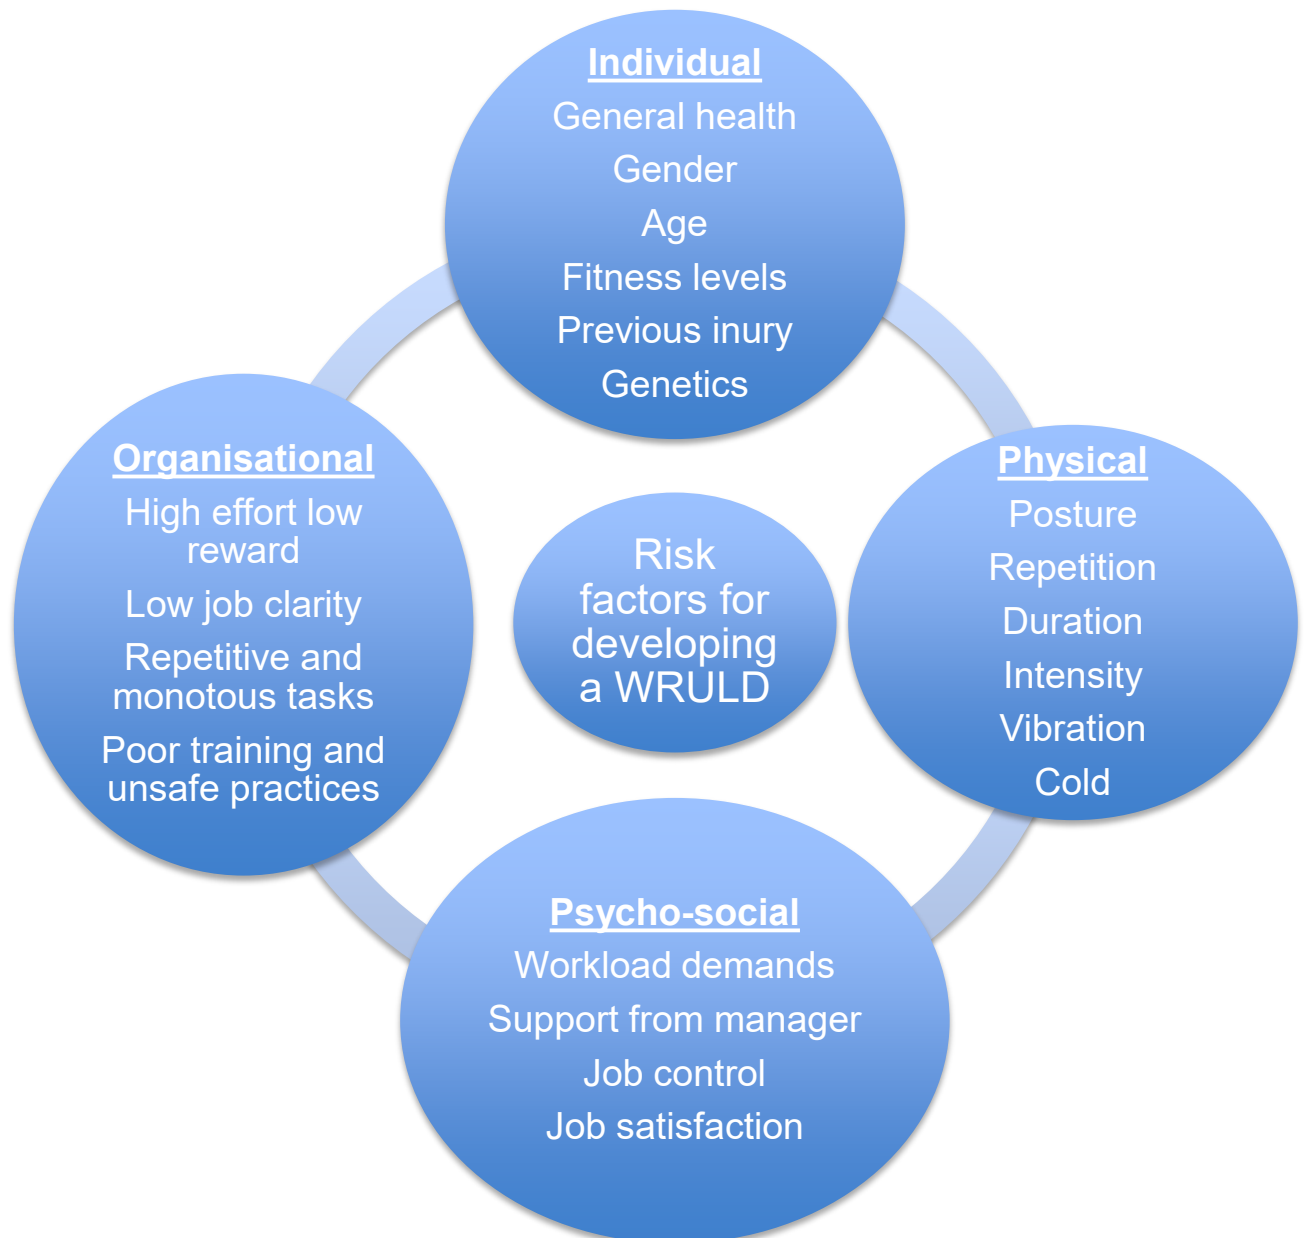 Individual
General health
Gender
Age
Fitness levels
Previous inury
Genetics
Physical
Posture
Repetition
Duration
Intensity
Vibration
Cold
Psycho-social
Workload demands
Support from manager
Job control
Job satisfaction
Organisational
High effort low
reward
Low job clarity
Repetitive and
monotous tasks
Poor training and
unsafe practices
Risk
factors for
developing
a WRULD